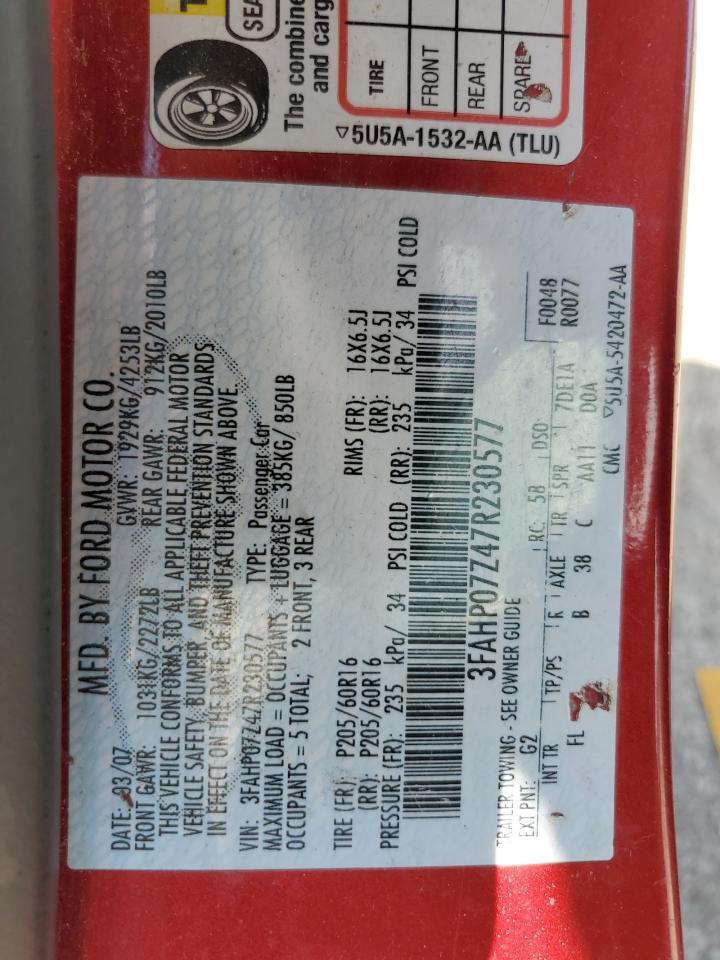 SEA
The combine
and carg
TIRE
FRONT
REAR
SPARE
5U5A-1532-AA (TLU)
MFD. BY FORD MOTOR CO.
DATE: 03/07 GVWR: 1929KG/4253LB
FRONT GAWR: 1031KG/2272LB REAR GAWR: 912KG/2010LB
THIS VEHICLE CONFORMS TO ALL APPLICABLE FEDERAL MOTOR
VEHICLE SAFETY, BUMPER, AND THEFT PREVENTION STANDARDS
IN EFFECT ON THE DATE OF MANUFACTURE SHOWN ABOVE
VIN: 3FAHP07Z47R230577 TYPE: Passenger Car
MAXIMUM LOAD = OCCUPANTS + LUGGAGE = 385KG/ 850LB
OCCUPANTS = 5 TOTAL; 2 FRONT, 3 REAR
TIRE (FR): P205/60R16 RIMS (FR): 16X6.5J
(RR): P205/60R16 (RR): 16X6.5J
PRESSURE (FR): 235 kPa/ 34 PSI COLD (RR): 235 kPa/ 34 PSI COLD
3FAHP07Z47R230577
TRAILER TOWING - SEE OWNER GUIDE
EXT PNT: G2 RC: 58 DSO: F0048
R0077
INT TR TP/PS R AXLE TR SPR 7DE1A
FL B 38 C AA11 D0A
CMC 5U5A-5420472-AA